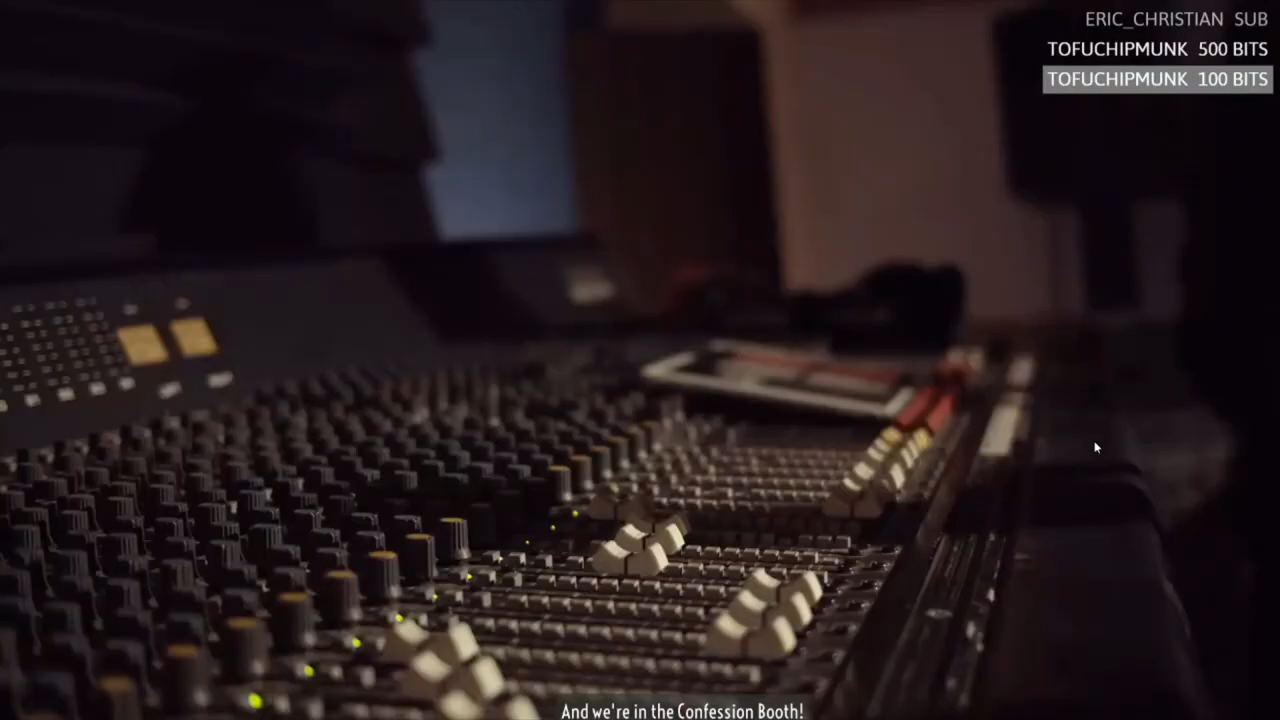 ERIC_CHRISTIAN SUB
TOFUCHIPMUNK 500 BITS
TOFUCHIPMUNK 100 BITS
And we're in the Confession Booth!